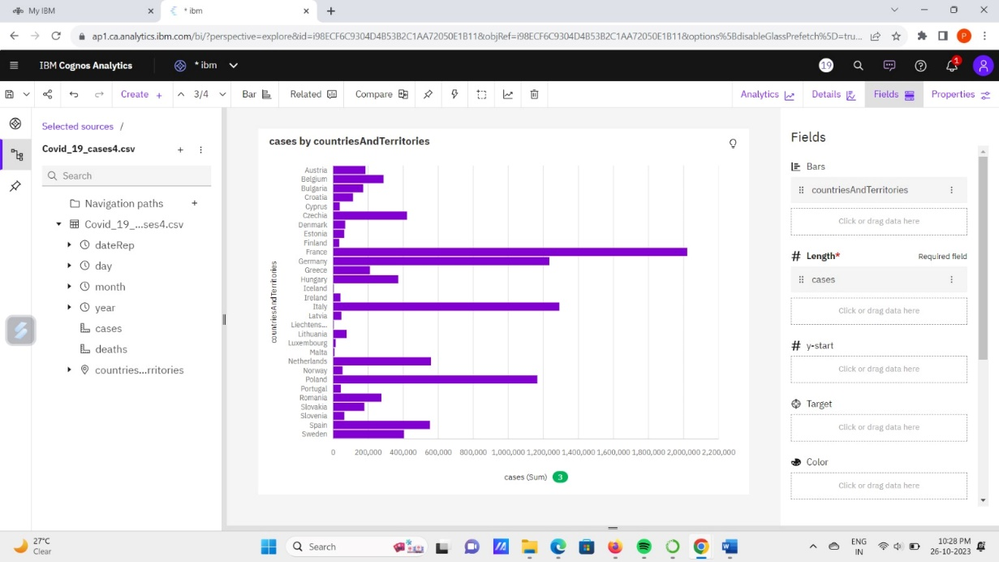 My IBM
* ibm
ap1.ca.analytics.ibm.com/bi/?perspective=explore&id=i98ECF6C9304D4B53B2C1AA72050E1B11&objRef=i98ECF6C9304D4B53B2C1AA72050E1B11&options%5BdisableGlassPrefetch%5D=tru...
P
IBM Cognos Analytics
* ibm
19
1
Create +
3/4
Bar
Related
Compare
Analytics
Details
Fields
Properties
Selected sources /
Covid_19_cases4.csv
Search
Navigation paths
Covid_19_...ses4.csv
dateRep
day
month
year
cases
deaths
countries...rritories
cases by countriesAndTerritories
countriesAndTerritories
Austria
Belgium
Bulgaria
Croatia
Cyprus
Czechia
Denmark
Estonia
Finland
France
Germany
Greece
Hungary
Iceland
Ireland
Italy
Latvia
Liechtens...
Lithuania
Luxembourg
Malta
Netherlands
Norway
Poland
Portugal
Romania
Slovakia
Slovenia
Spain
Sweden
0 200,000 400,000 600,000 800,000 1,000,000 1,200,000 1,400,000 1,600,000 1,800,000 2,000,000 2,200,000
cases (Sum) 3
Fields
Bars
countriesAndTerritories
Click or drag data here
# Length* Required field
cases
Click or drag data here
# y-start
Click or drag data here
Target
Click or drag data here
Color
Click or drag data here
27°C
Clear
Search
ENG
IN
10:28 PM
26-10-2023